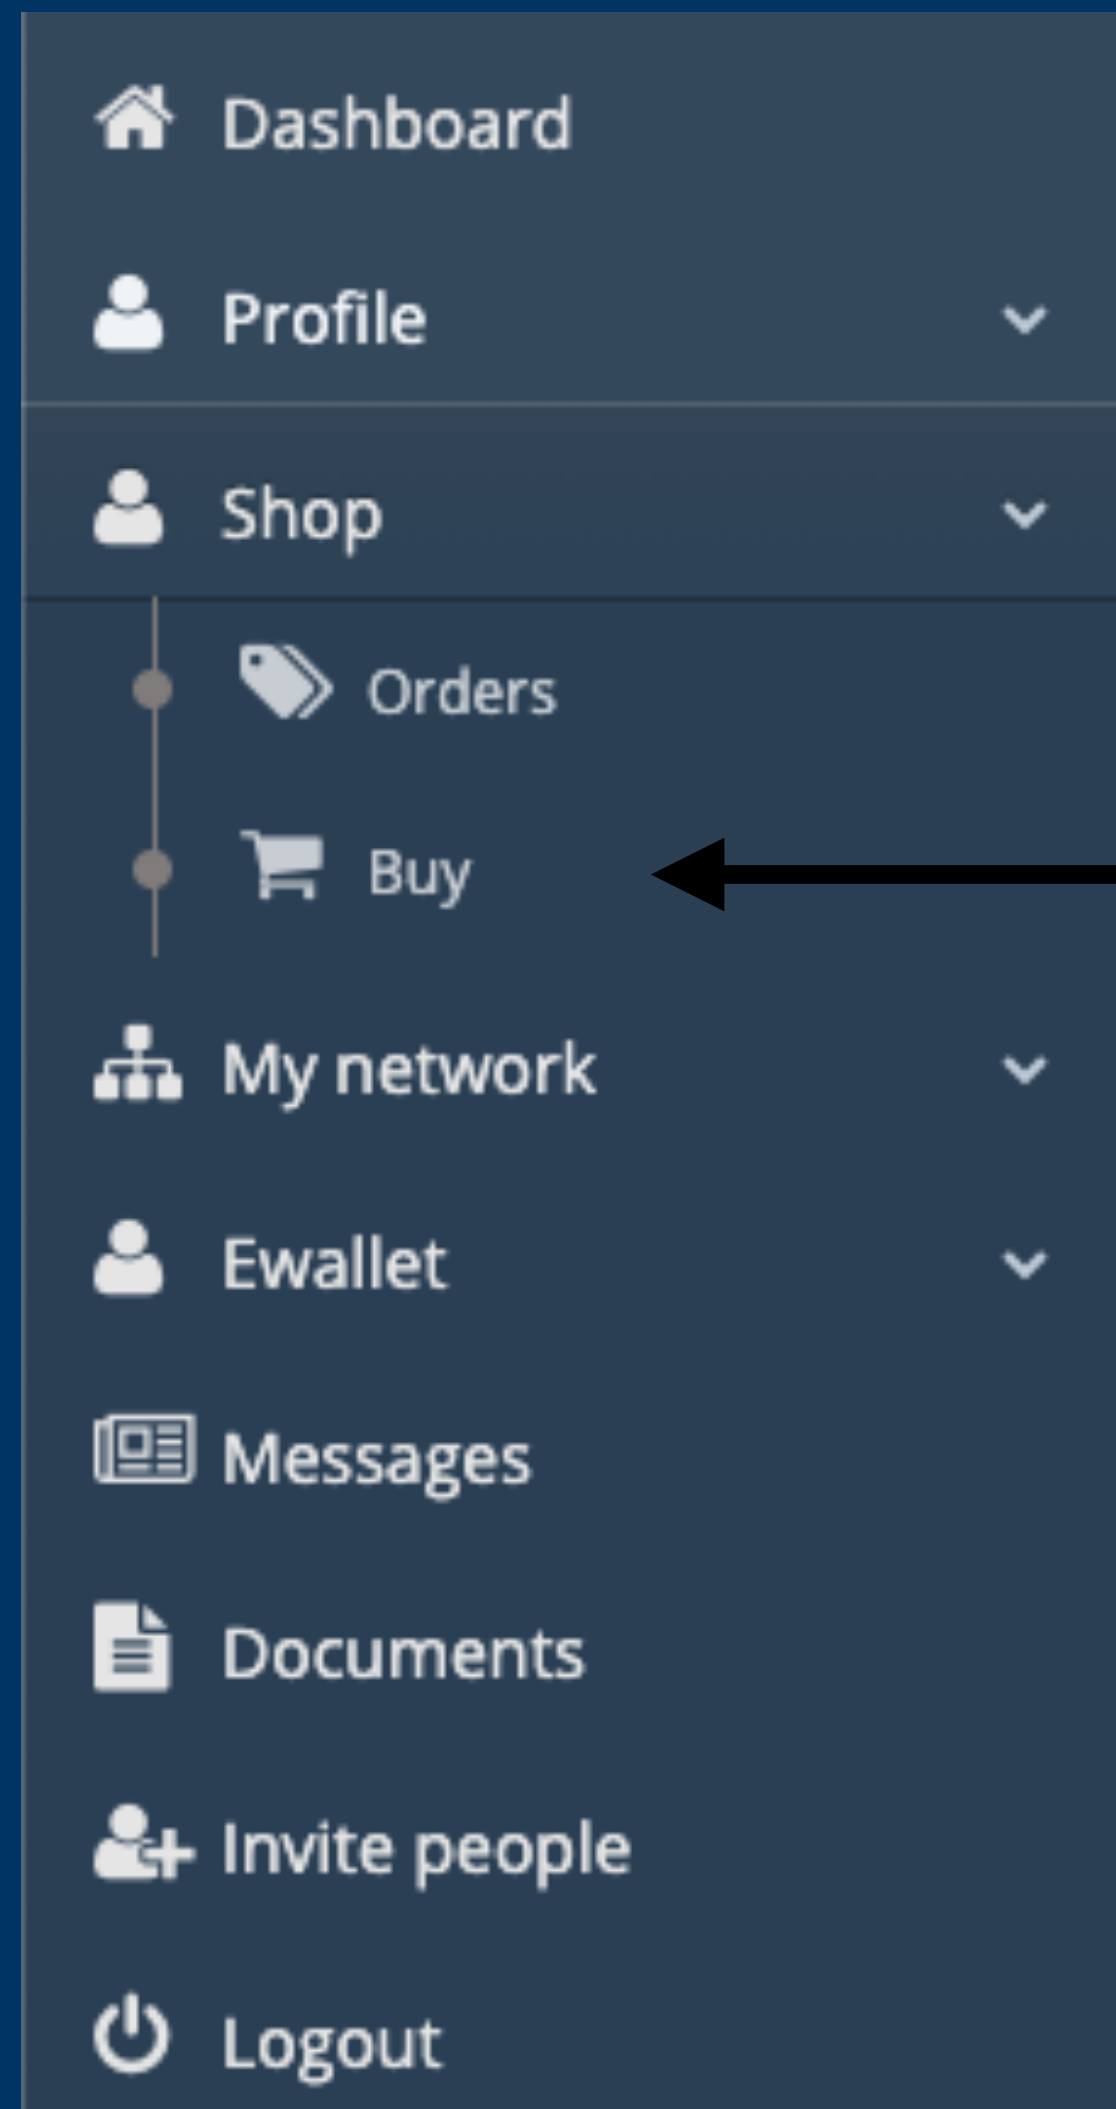 Dashboard
Profile
Shop
Orders
Buy
My network
Ewallet
Messages
Documents
Invite people
Logout